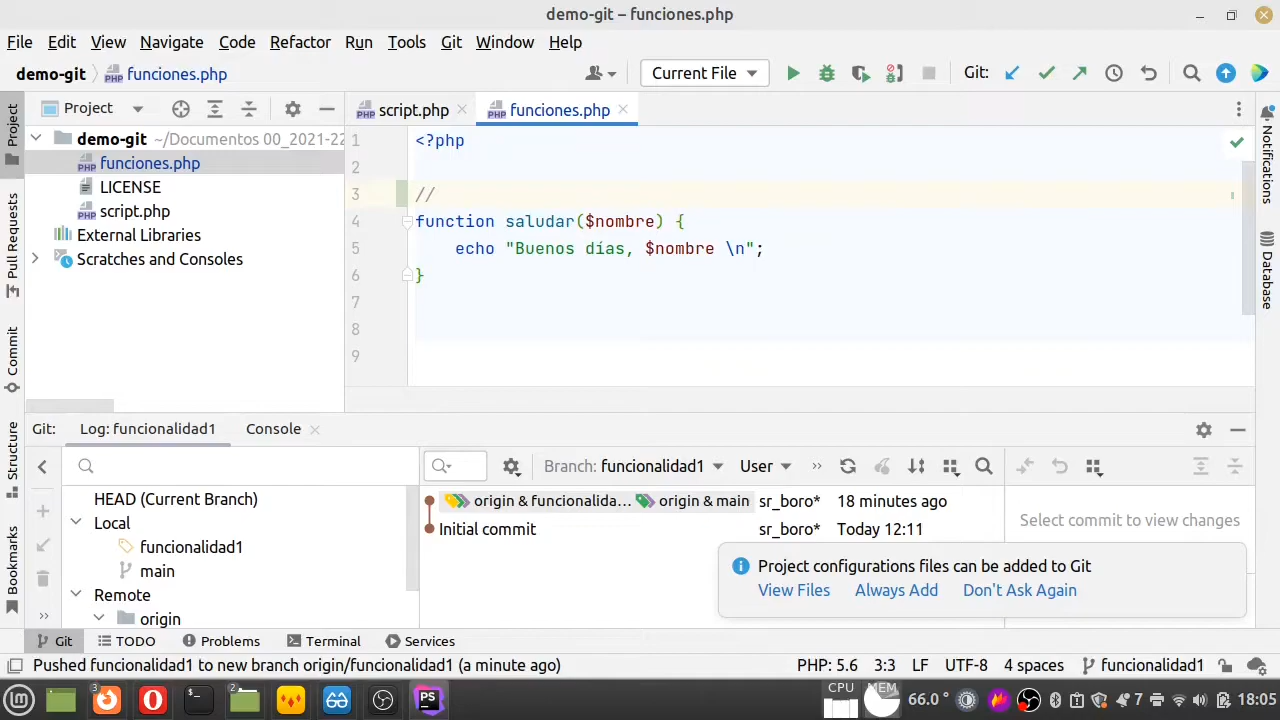 demo-git – funciones.php
File Edit View Navigate Code Refactor Run Tools Git Window Help
demo-git funciones.php Current File Git:
Project script.php funciones.php
demo-git ~/Documentos 00_2021-22
funciones.php
LICENSE
script.php
External Libraries
Scratches and Consoles
1 <?php
2
3 //
4 function saludar($nombre) {
5 echo "Buenos días, $nombre \n";
6 }
7
8
9
Project
Pull Requests
Commit
Structure
Bookmarks
Notifications
Database
Git: Log: funcionalidad1 Console
Branch: funcionalidad1 User
HEAD (Current Branch)
Local
funcionalidad1
main
Remote
origin
origin & funcionalida... origin & main sr_boro* 18 minutes ago
Initial commit sr_boro* Today 12:11
Select commit to view changes
Project configurations files can be added to Git
View Files Always Add Don't Ask Again
Git TODO Problems Terminal Services
Pushed funcionalidad1 to new branch origin/funcionalidad1 (a minute ago) PHP: 5.6 3:3 LF UTF-8 4 spaces funcionalidad1
3 2 PS CPU MEM 66.0 ° 7 18:05